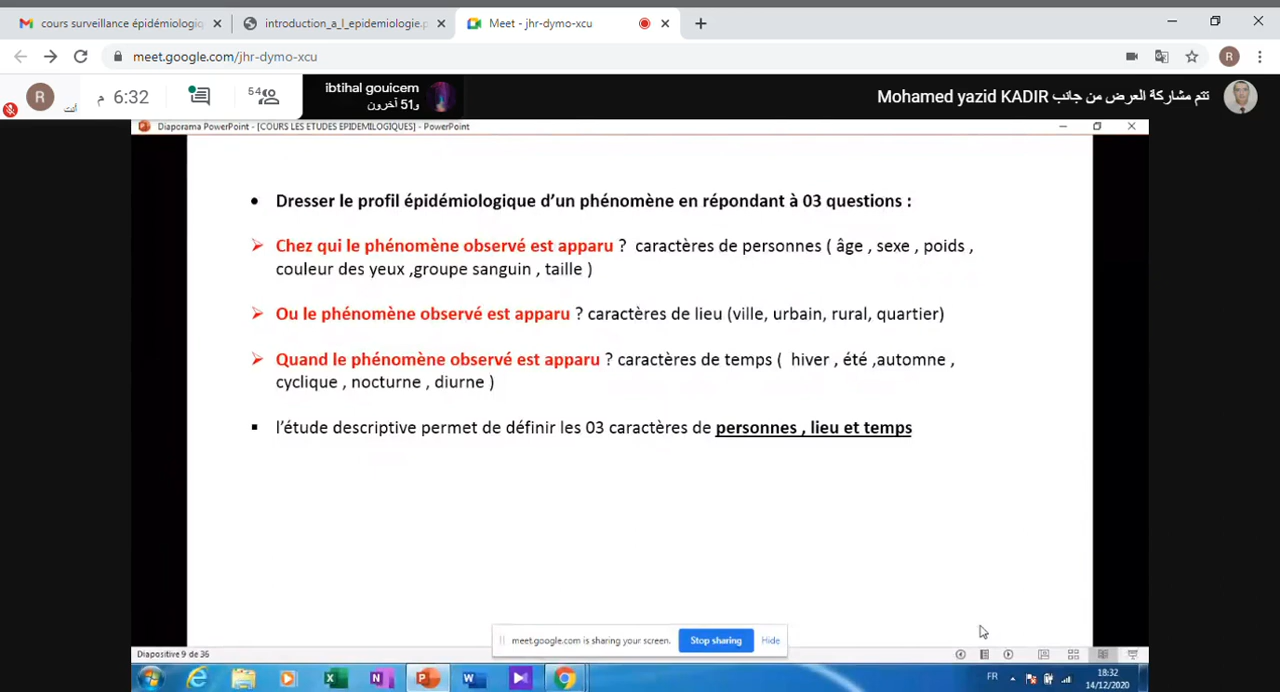 cours surveillance épidémiologiq
introduction_a_l_epidemiologie.p
Meet - jhr-dymo-xcu
meet.google.com/jhr-dymo-xcu
R
R
أنت
6:32 م
54
ibtihal gouicem
و51 آخرون
تتم مشاركة العرض من جانب Mohamed yazid KADIR
Diaporama PowerPoint - [COURS LES ETUDES EPIDEMILOGIQUES] - PowerPoint
• Dresser le profil épidémiologique d’un phénomène en répondant à 03 questions :
➢ Chez qui le phénomène observé est apparu ? caractères de personnes ( âge , sexe , poids ,
couleur des yeux ,groupe sanguin , taille )
➢ Ou le phénomène observé est apparu ? caractères de lieu (ville, urbain, rural, quartier)
➢ Quand le phénomène observé est apparu ? caractères de temps ( hiver , été ,automne ,
cyclique , nocturne , diurne )
▪ l’étude descriptive permet de définir les 03 caractères de personnes , lieu et temps
meet.google.com is sharing your screen.
Stop sharing
Hide
Diapositive 9 de 36
FR
18:32
14/12/2020